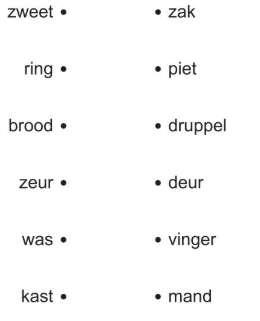 zweet • • zak
ring • • piet
brood • • druppel
zeur • • deur
was • • vinger
kast • • mand